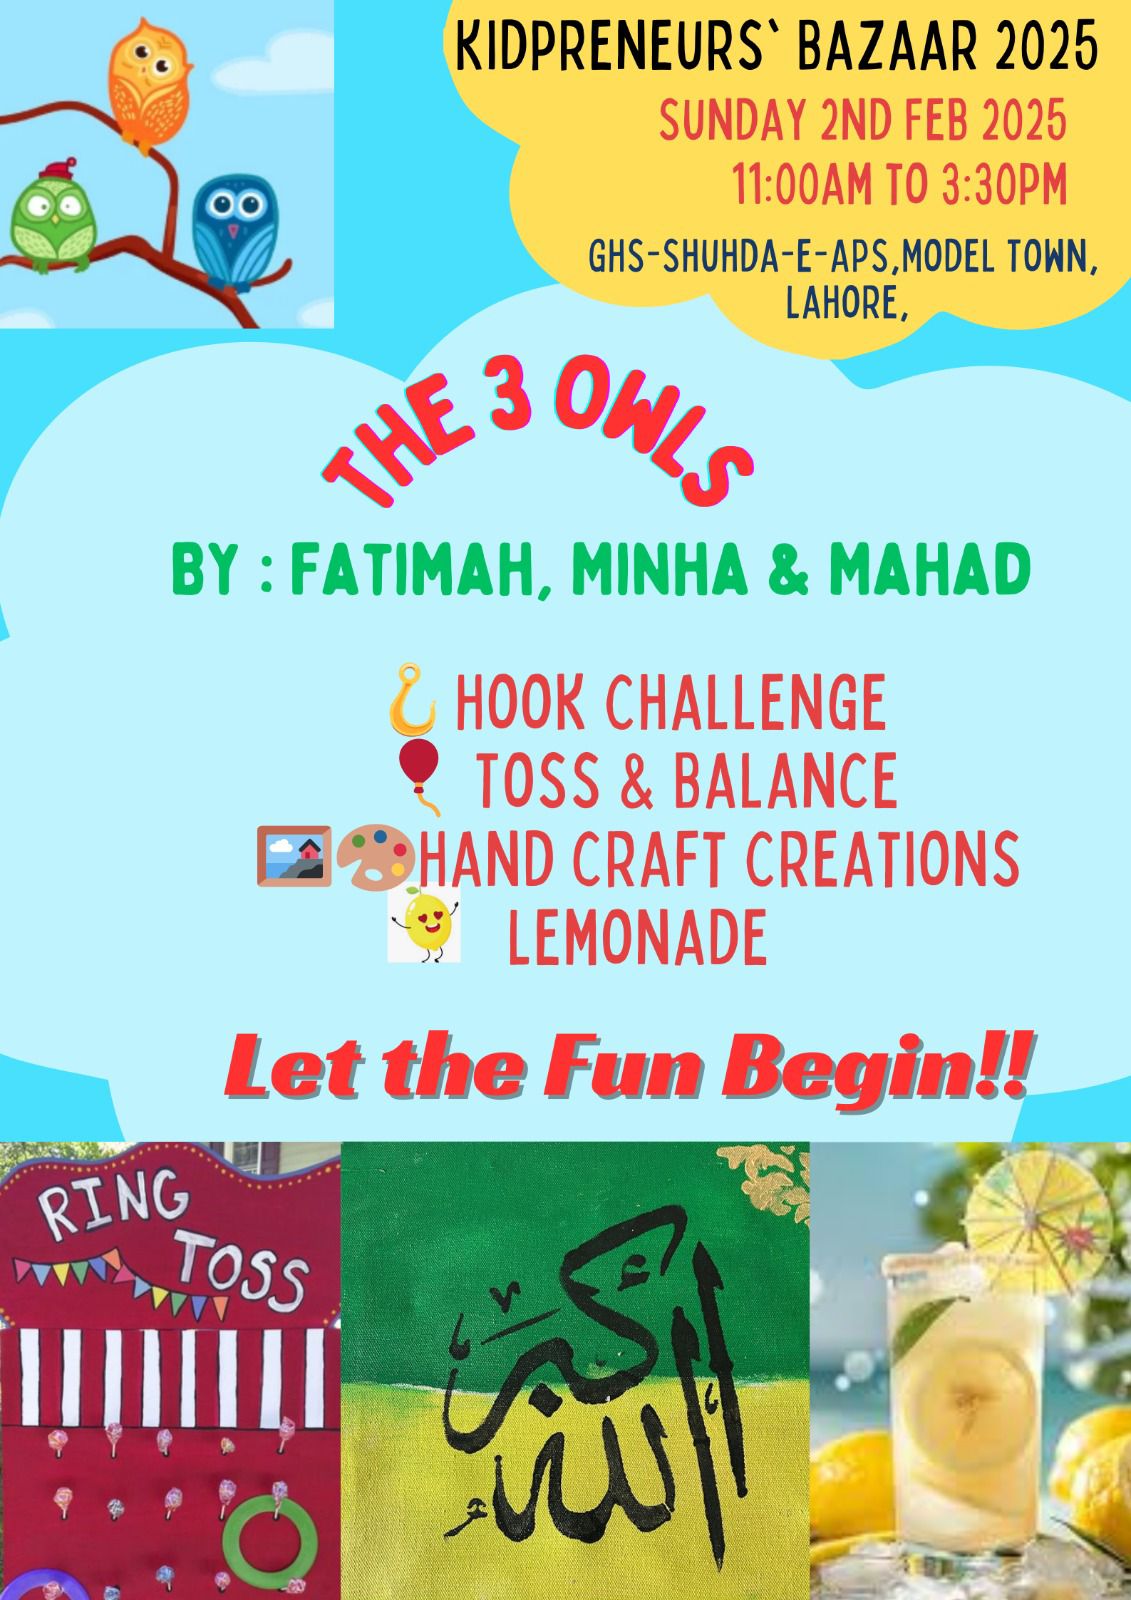 KIDPRENEURS` BAZAAR 2025
SUNDAY 2ND FEB 2025
11:00AM TO 3:30PM
GHS-SHUHDA-E-APS,MODEL TOWN,
LAHORE,
THE 3 OWLS
BY : FATIMAH, MINHA & MAHAD
HOOK CHALLENGE
TOSS & BALANCE
HAND CRAFT CREATIONS
LEMONADE
Let the Fun Begin!!
RING
TOSS
الله أكبر